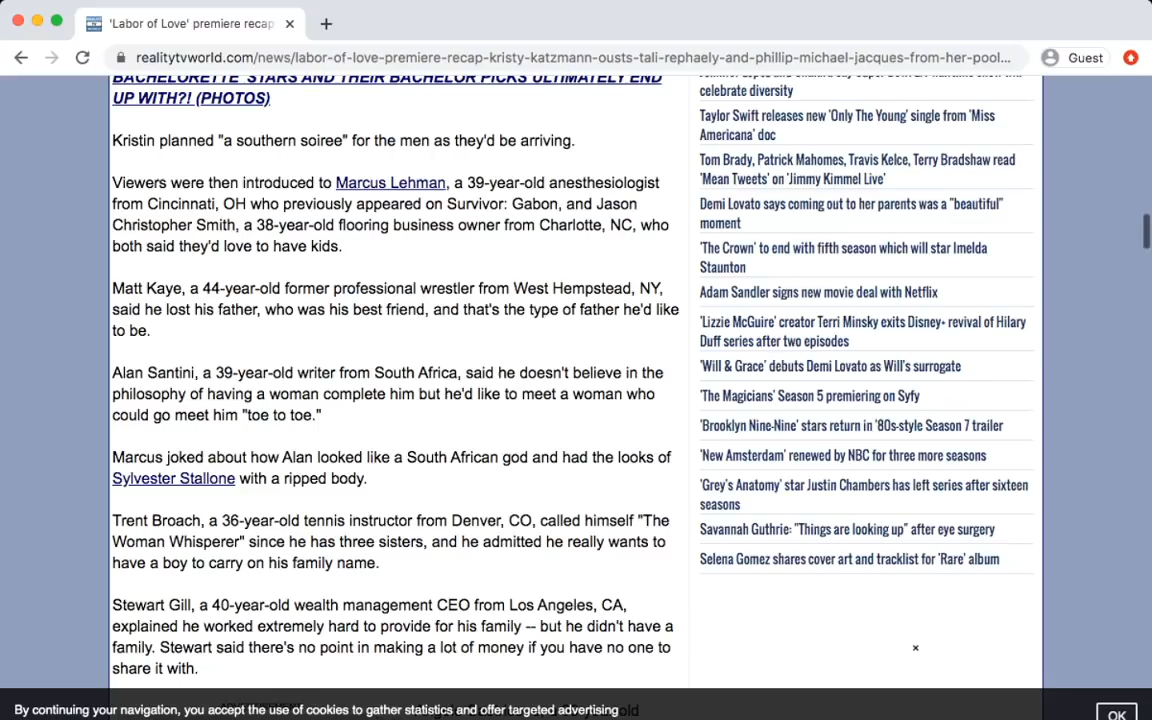 'Labor of Love' premiere recap
realitytvworld.com/news/labor-of-love-premiere-recap-kristy-katzmann-ousts-tali-rephaely-and-phillip-michael-jacques-from-her-pool...
Guest
BACHELORETTE' STARS AND THEIR BACHELOR PICKS ULTIMATELY END
UP WITH?! (PHOTOS)
Kristin planned "a southern soiree" for the men as they'd be arriving.
Viewers were then introduced to Marcus Lehman, a 39-year-old anesthesiologist
from Cincinnati, OH who previously appeared on Survivor: Gabon, and Jason
Christopher Smith, a 38-year-old flooring business owner from Charlotte, NC, who
both said they'd love to have kids.
Matt Kaye, a 44-year-old former professional wrestler from West Hempstead, NY,
said he lost his father, who was his best friend, and that's the type of father he'd like
to be.
Alan Santini, a 39-year-old writer from South Africa, said he doesn't believe in the
philosophy of having a woman complete him but he'd like to meet a woman who
could go meet him "toe to toe."
Marcus joked about how Alan looked like a South African god and had the looks of
Sylvester Stallone with a ripped body.
Trent Broach, a 36-year-old tennis instructor from Denver, CO, called himself "The
Woman Whisperer" since he has three sisters, and he admitted he really wants to
have a boy to carry on his family name.
Stewart Gill, a 40-year-old wealth management CEO from Los Angeles, CA,
explained he worked extremely hard to provide for his family -- but he didn't have a
family. Stewart said there's no point in making a lot of money if you have no one to
share it with.
celebrate diversity
Taylor Swift releases new 'Only The Young' single from 'Miss
Americana' doc
Tom Brady, Patrick Mahomes, Travis Kelce, Terry Bradshaw read
'Mean Tweets' on 'Jimmy Kimmel Live'
Demi Lovato says coming out to her parents was a "beautiful"
moment
'The Crown' to end with fifth season which will star Imelda
Staunton
Adam Sandler signs new movie deal with Netflix
'Lizzie McGuire' creator Terri Minsky exits Disney+ revival of Hilary
Duff series after two episodes
'Will & Grace' debuts Demi Lovato as Will's surrogate
'The Magicians' Season 5 premiering on Syfy
'Brooklyn Nine-Nine' stars return in '80s-style Season 7 trailer
'New Amsterdam' renewed by NBC for three more seasons
'Grey's Anatomy' star Justin Chambers has left series after sixteen
seasons
Savannah Guthrie: "Things are looking up" after eye surgery
Selena Gomez shares cover art and tracklist for 'Rare' album
By continuing your navigation, you accept the use of cookies to gather statistics and offer targeted advertising
OK